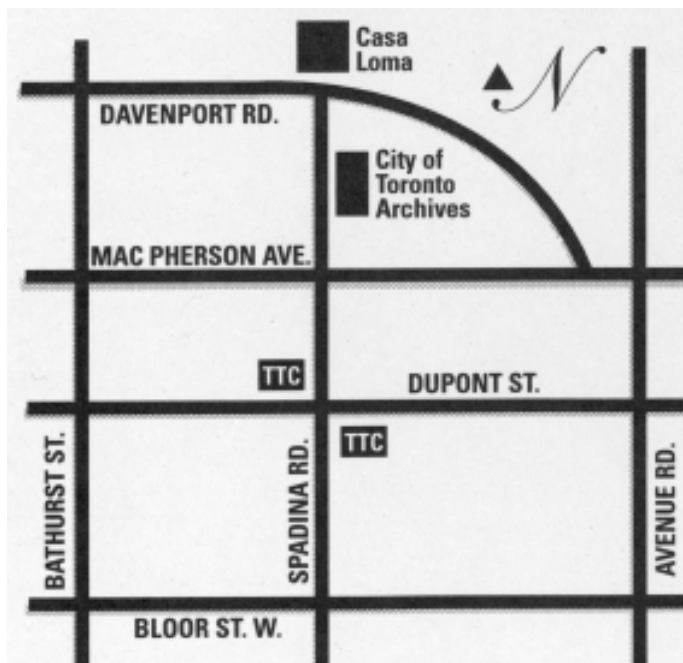 Casa
Loma
N
DAVENPORT RD.
City of
Toronto
Archives
MAC PHERSON AVE.
TTC
DUPONT ST.
TTC
BATHURST ST.
SPADINA RD.
AVENUE RD.
BLOOR ST. W.